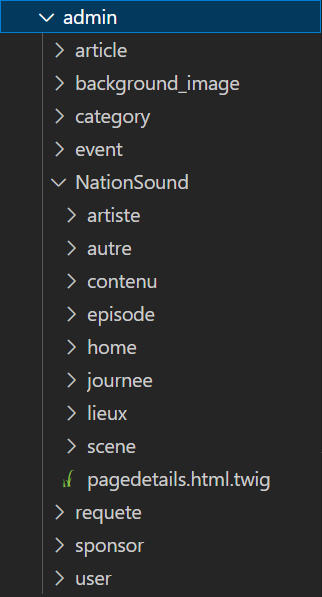 admin
article
background_image
category
event
NationSound
artiste
autre
contenu
episode
home
journee
lieux
scene
pagedetails.html.twig
requete
sponsor
user